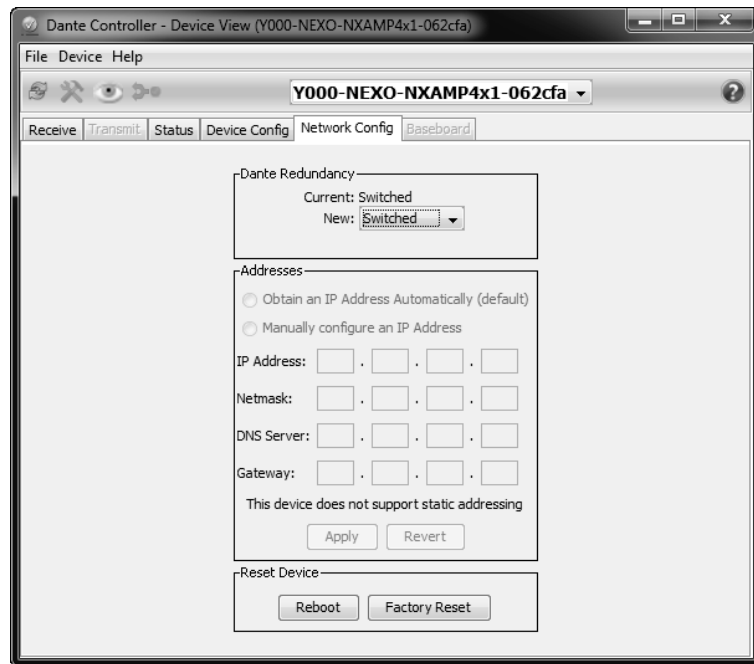 Dante Controller - Device View (Y000-NEXO-NXAMP4x1-062cfa)
File Device Help
Y000-NEXO-NXAMP4x1-062cfa
Receive Transmit Status Device Config Network Config Baseboard
Dante Redundancy
Current: Switched
New: Switched
Addresses
Obtain an IP Address Automatically (default)
Manually configure an IP Address
IP Address: . . .
Netmask: . . .
DNS Server: . . .
Gateway: . . .
This device does not support static addressing
Apply Revert
Reset Device
Reboot Factory Reset